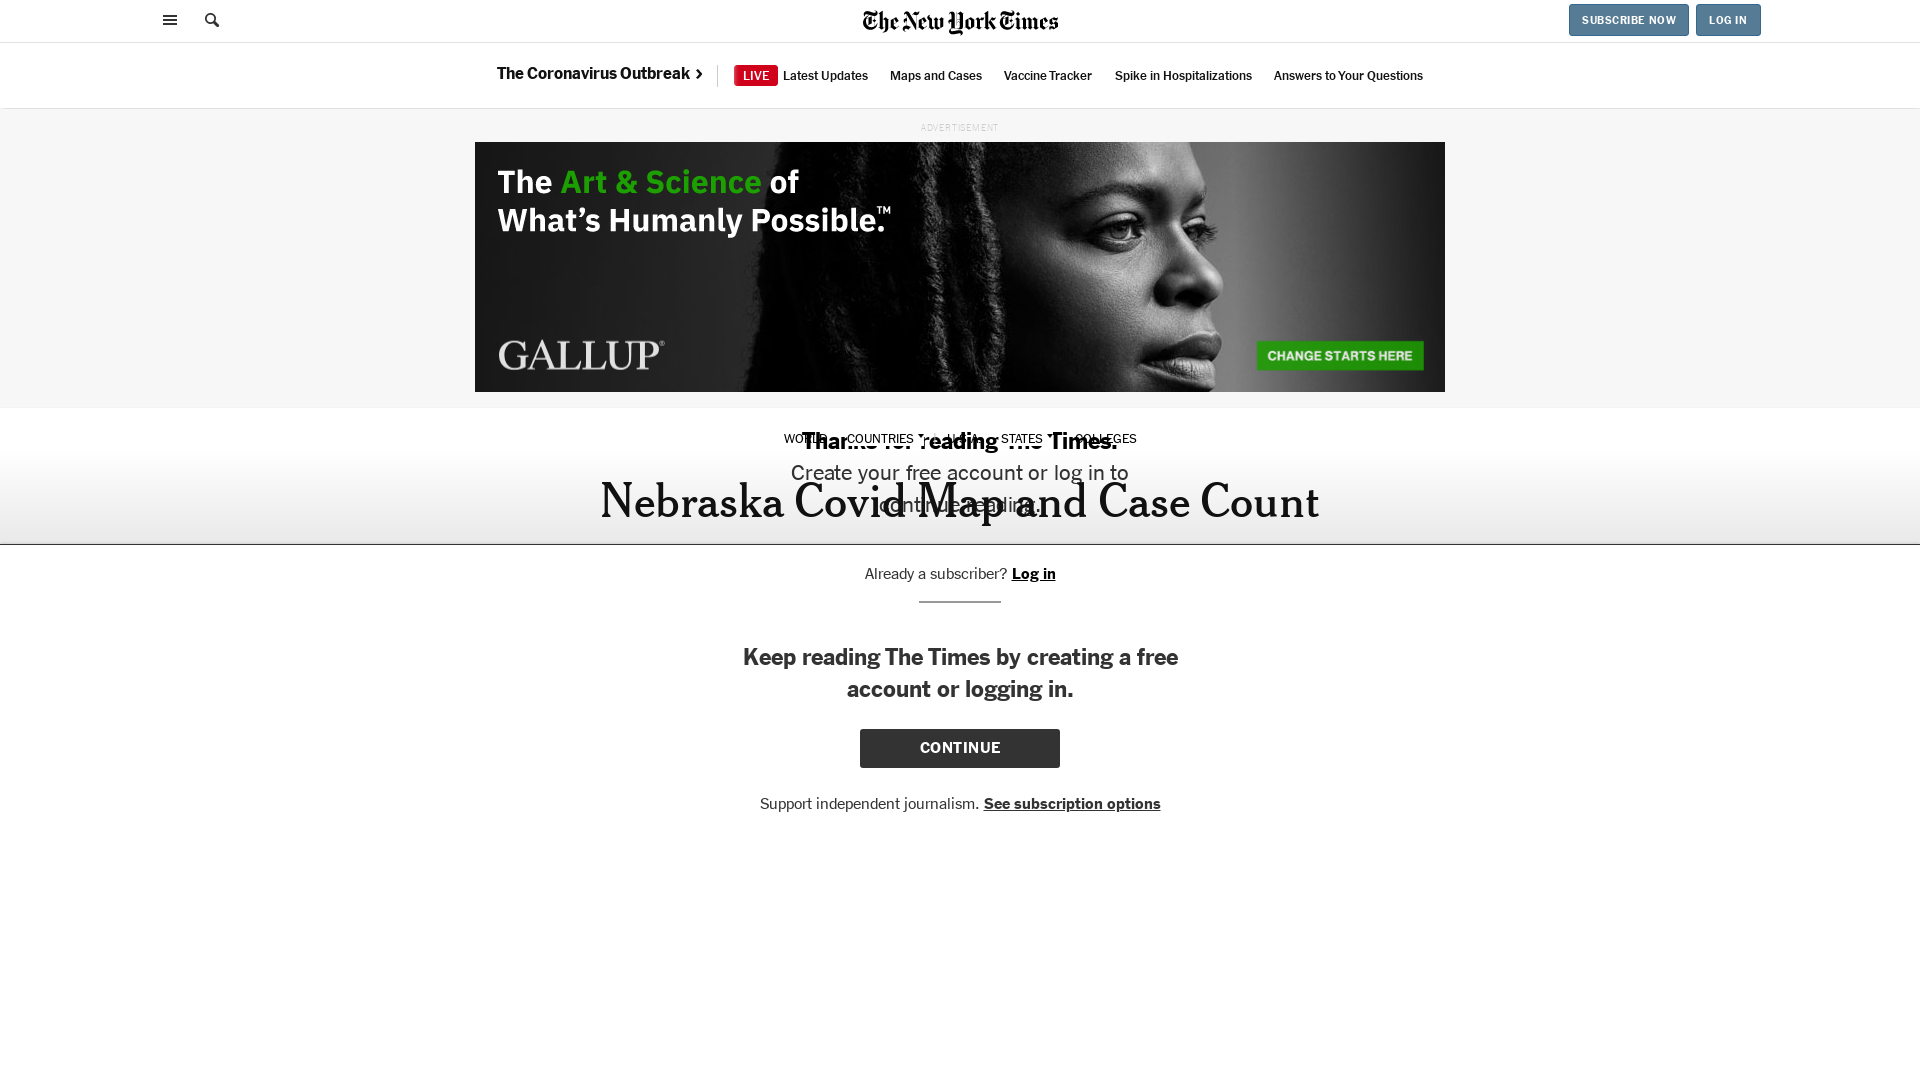 The New York Times
SUBSCRIBE NOW
LOG IN
The Coronavirus Outbreak
LIVE Latest Updates
Maps and Cases
Vaccine Tracker
Spike in Hospitalizations
Answers to Your Questions
ADVERTISEMENT
The Art & Science of
What's Humanly Possible.™
GALLUP®
CHANGE STARTS HERE
WORLD
COUNTRIES
U.S.A.
STATES
COLLEGES
Thanks for reading The Times.
Create your free account or log in to
continue reading.
Nebraska Covid Map and Case Count
Already a subscriber? Log in
Keep reading The Times by creating a free
account or logging in.
CONTINUE
Support independent journalism. See subscription options